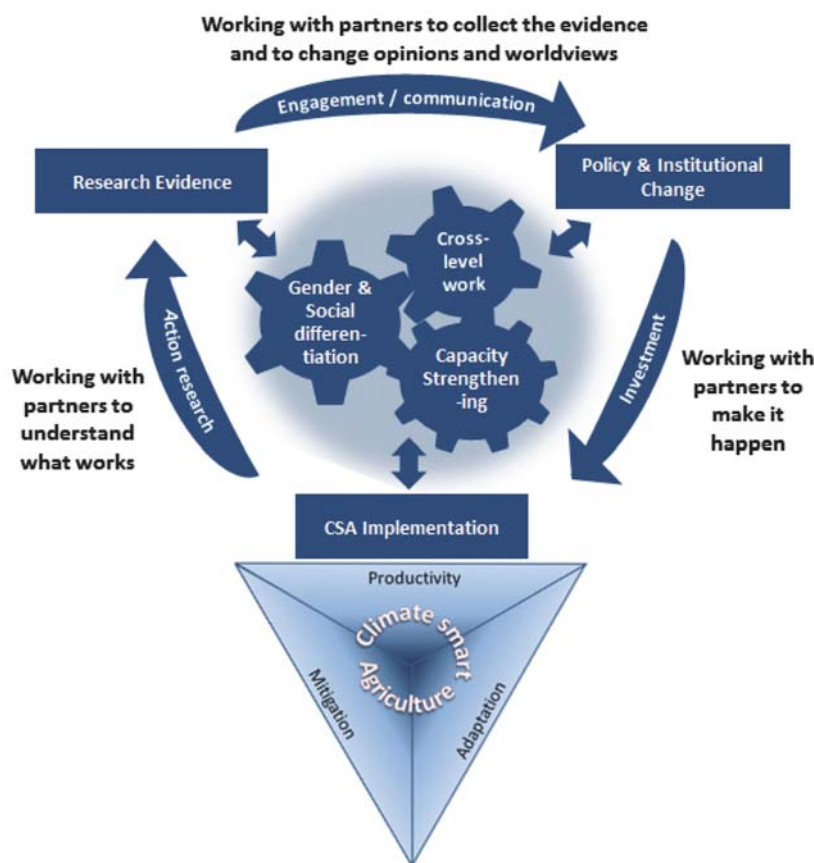 Working with partners to collect the evidence
and to change opinions and worldviews
Engagement / communication
Research Evidence
Policy & Institutional
Change
Cross-
level
work
Gender &
Social
differen-
tiation
Capacity
Strengthen
-ing
Action research
Working with
partners to
understand
what works
Investment
Working with
partners to
make it
happen
CSA Implementation
Productivity
Climate smart
Agriculture
Mitigation
Adaptation